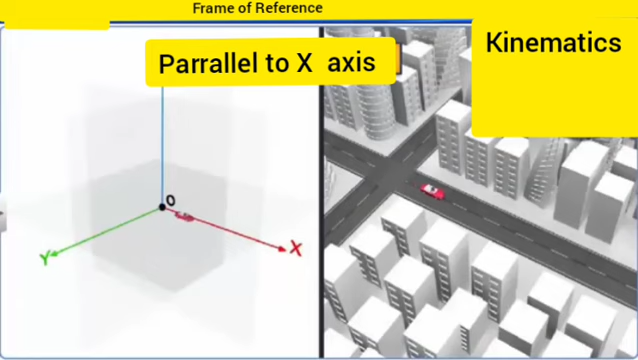 Frame of Reference
Kinematics
Parrallel to X axis
O
Y
X